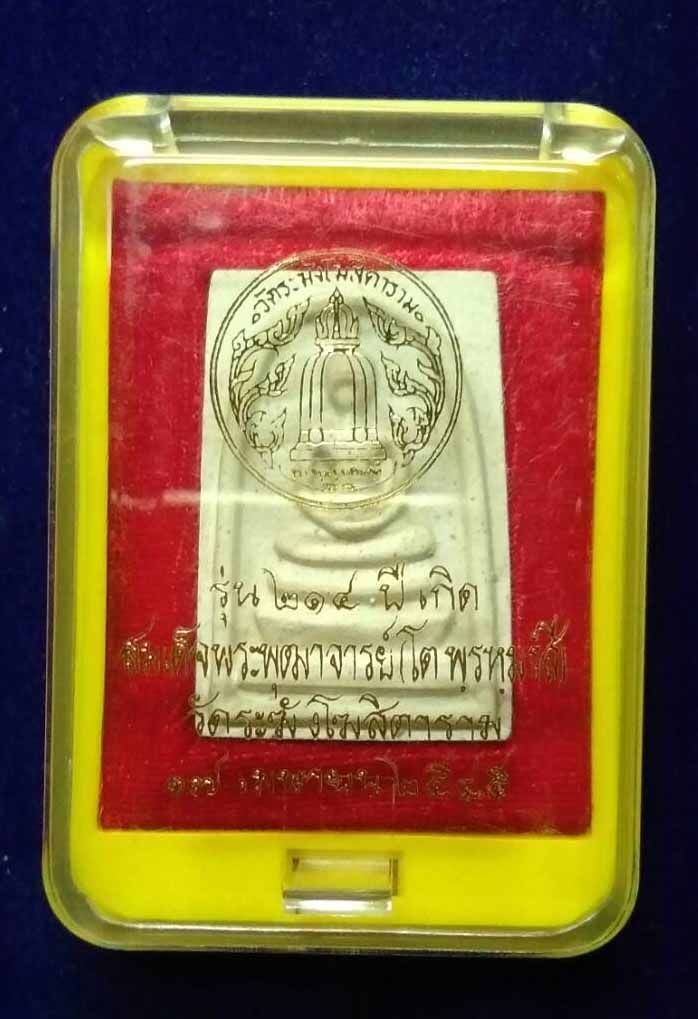 วัดระฆังโฆสิตาราม
รุ่น ๒๑๔ ปี เกิด
สมเด็จพระพุฒาจารย์(โต พฺรหฺมรํสี)
วัดระฆังโฆสิตาราม
๑๗ เมษายน ๒๕๔๕